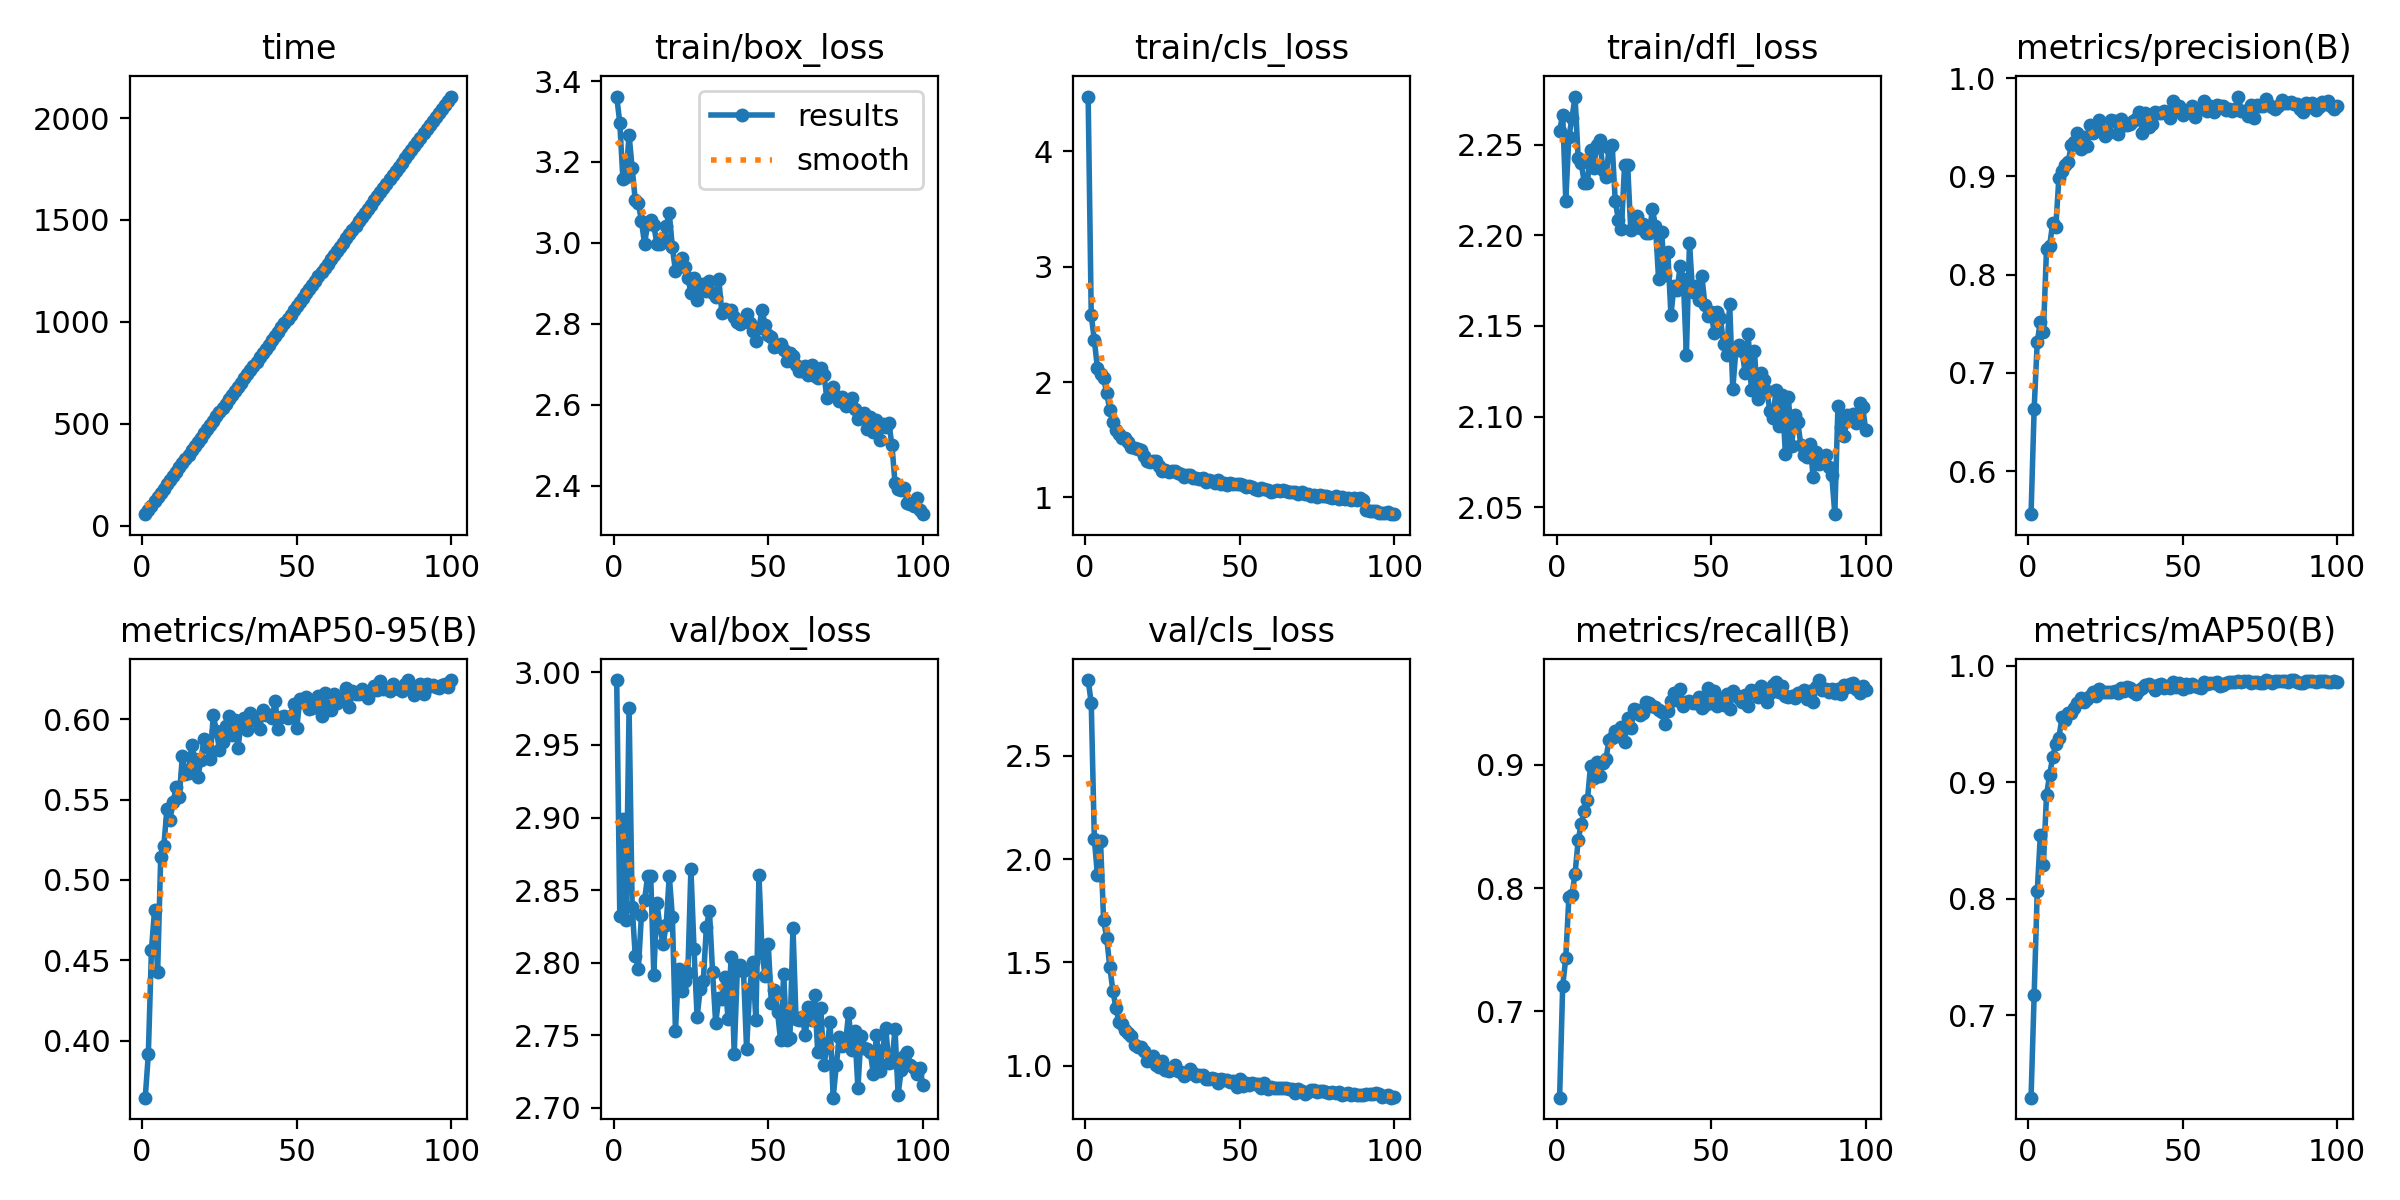 time
train/box_loss
train/cls_loss
train/dfl_loss
metrics/precision(B)
2000
1500
1000
500
0
0 50 100
3.4
3.2
3.0
2.8
2.6
2.4
results
smooth
0 50 100
4
3
2
1
0 50 100
2.25
2.20
2.15
2.10
2.05
0 50 100
1.0
0.9
0.8
0.7
0.6
0 50 100
metrics/mAP50-95(B)
val/box_loss
val/cls_loss
metrics/recall(B)
metrics/mAP50(B)
0.60
0.55
0.50
0.45
0.40
0 50 100
3.00
2.95
2.90
2.85
2.80
2.75
2.70
0 50 100
2.5
2.0
1.5
1.0
0 50 100
0.9
0.8
0.7
0 50 100
1.0
0.9
0.8
0.7
0 50 100